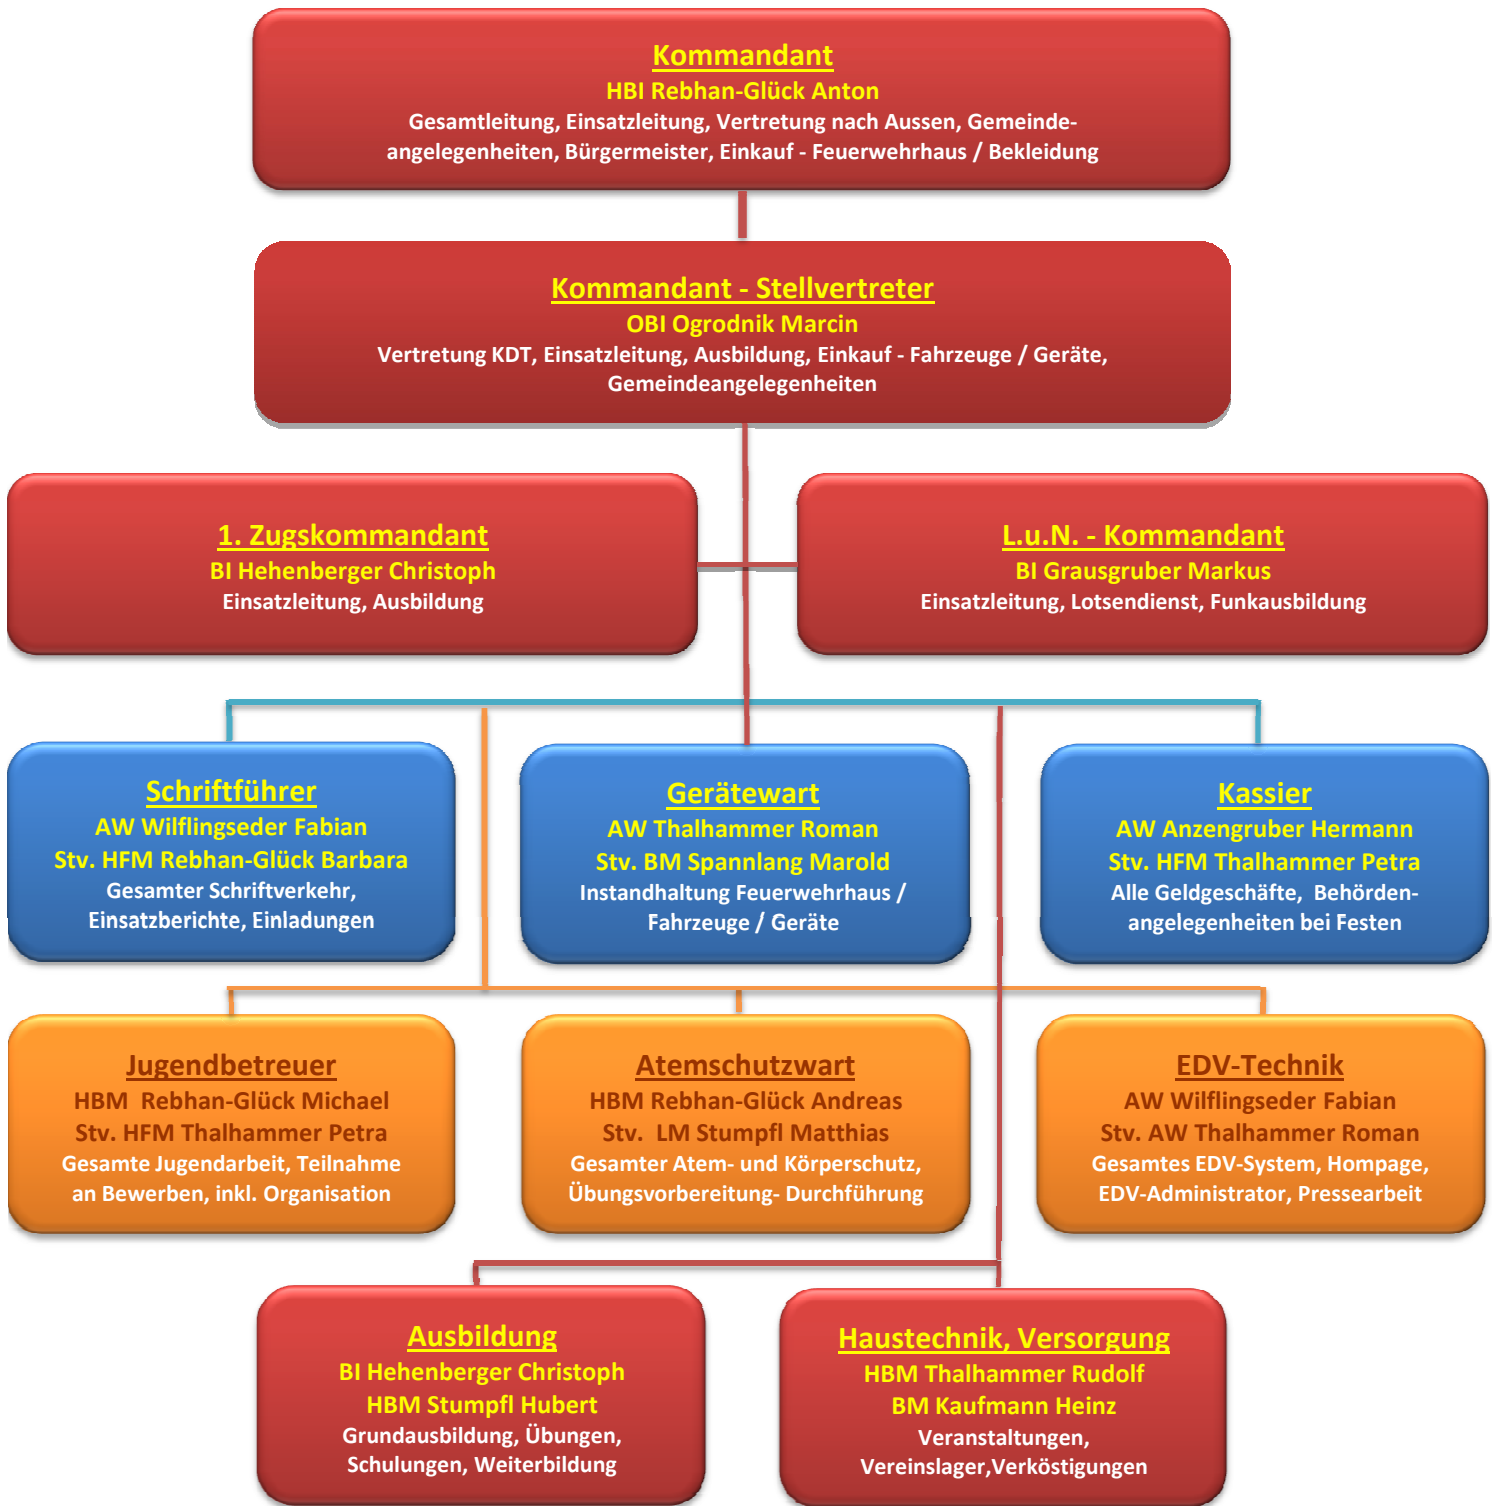 Kommandant
HBI Rebhan-Glück Anton
Gesamtleitung, Einsatzleitung, Vertretung nach Aussen, Gemeinde-
angelegenheiten, Bürgermeister, Einkauf - Feuerwehrhaus / Bekleidung
Kommandant - Stellvertreter
OBI Ogrodnik Marcin
Vertretung KDT, Einsatzleitung, Ausbildung, Einkauf - Fahrzeuge / Geräte,
Gemeindeangelegenheiten
1. Zugskommandant
BI Hehenberger Christoph
Einsatzleitung, Ausbildung
L.u.N. - Kommandant
BI Grausgruber Markus
Einsatzleitung, Lotsendienst, Funkausbildung
Schriftführer
AW Wilflingseder Fabian
Stv. HFM Rebhan-Glück Barbara
Gesamter Schriftverkehr,
Einsatzberichte, Einladungen
Gerätewart
AW Thalhammer Roman
Stv. BM Spannlang Marold
Instandhaltung Feuerwehrhaus /
Fahrzeuge / Geräte
Kassier
AW Anzengruber Hermann
Stv. HFM Thalhammer Petra
Alle Geldgeschäfte, Behörden-
angelegenheiten bei Festen
Jugendbetreuer
HBM Rebhan-Glück Michael
Stv. HFM Thalhammer Petra
Gesamte Jugendarbeit, Teilnahme
an Bewerben, inkl. Organisation
Atemschutzwart
HBM Rebhan-Glück Andreas
Stv. LM Stumpfl Matthias
Gesamter Atem- und Körperschutz,
Übungsvorbereitung- Durchführung
EDV-Technik
AW Wilflingseder Fabian
Stv. AW Thalhammer Roman
Gesamtes EDV-System, Hompage,
EDV-Administrator, Pressearbeit
Ausbildung
BI Hehenberger Christoph
HBM Stumpfl Hubert
Grundausbildung, Übungen,
Schulungen, Weiterbildung
Haustechnik, Versorgung
HBM Thalhammer Rudolf
BM Kaufmann Heinz
Veranstaltungen,
Vereinslager,Verköstigungen